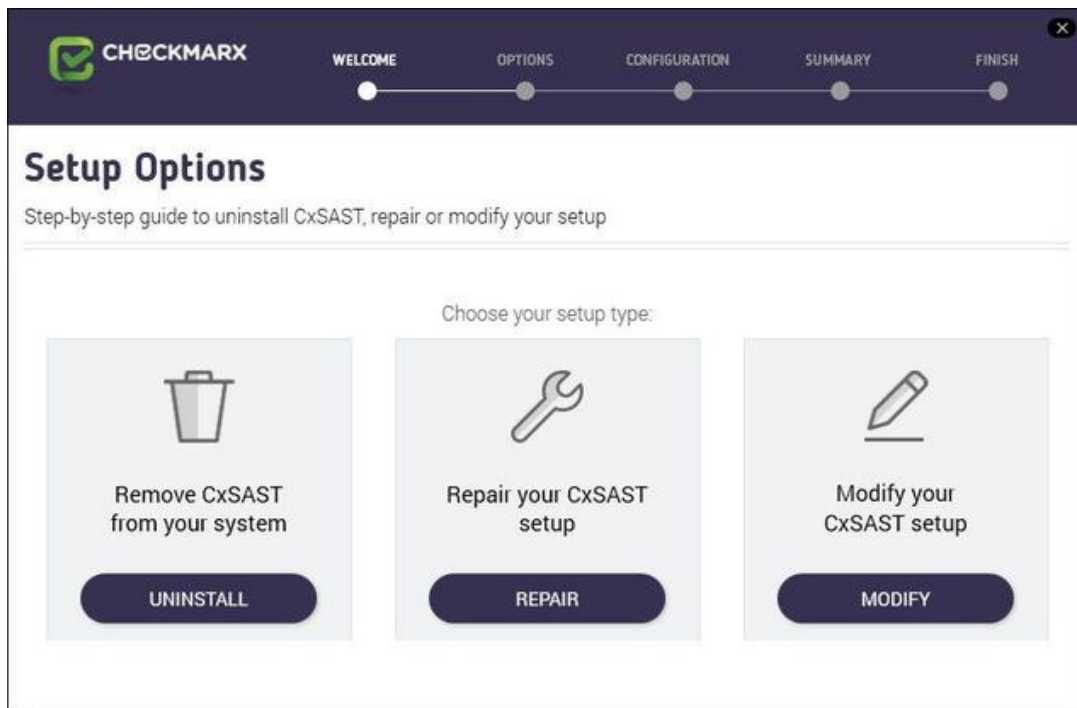 CHECKMARX
WELCOME
OPTIONS
CONFIGURATION
SUMMARY
FINISH
Setup Options
Step-by-step guide to uninstall CxSAST, repair or modify your setup
Choose your setup type:
Remove CxSAST
from your system
UNINSTALL
Repair your CxSAST
setup
REPAIR
Modify your
CxSAST setup
MODIFY